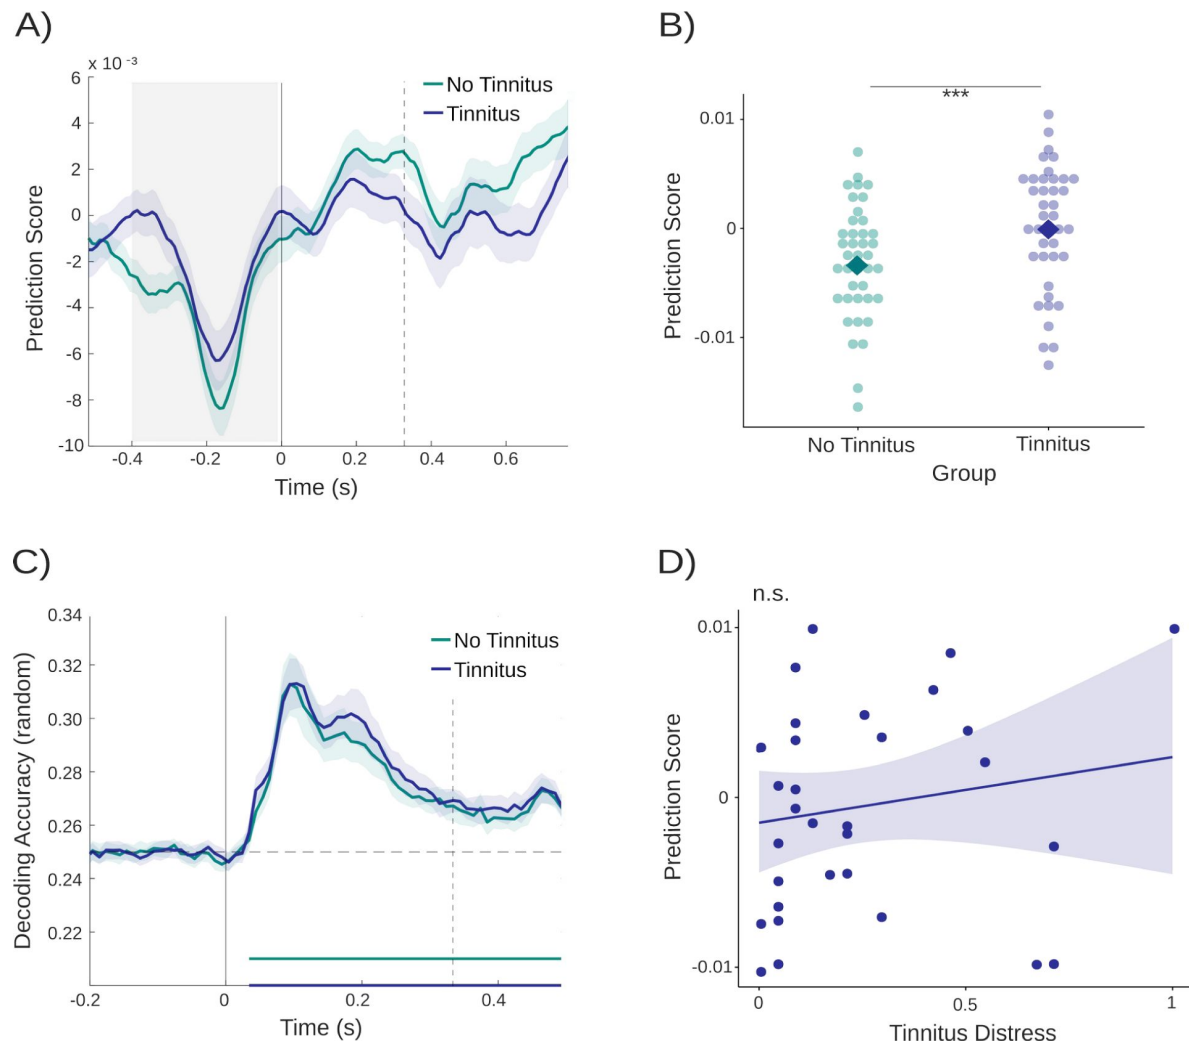 A)
x 10 -3
6
4
2
0
-2
-4
-6
-8
-10
Prediction Score
No Tinnitus
Tinnitus
-0.4
-0.2
0
0.2
0.4
0.6
Time (s)
B)
***
0.01
0
-0.01
Prediction Score
No Tinnitus
Tinnitus
Group
C)
0.34
0.32
0.30
0.28
0.26
0.24
0.22
Decoding Accuracy (random)
No Tinnitus
Tinnitus
-0.2
0
0.2
0.4
Time (s)
D)
n.s.
0.01
0
-0.01
Prediction Score
0
0.5
1
Tinnitus Distress